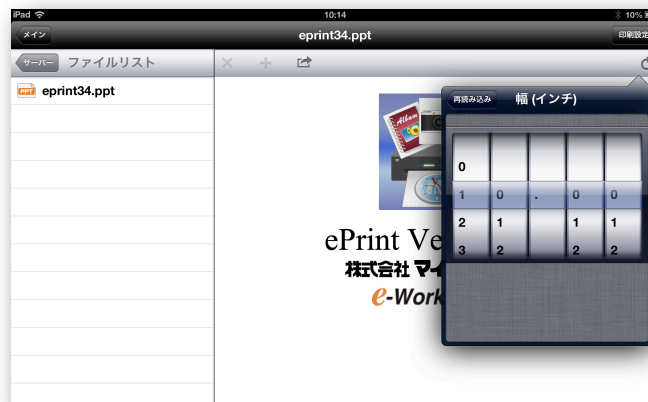 iPad 10:14 10%
メイン eprint34.ppt 印刷設定
サーバー ファイルリスト
PPT eprint34.ppt
Album
再読み込み 幅 (インチ)
0
1 0 . 0 0
2 1 1 1
3 2 2 2
ePrint Ve
株式会社 マイ
e-Work